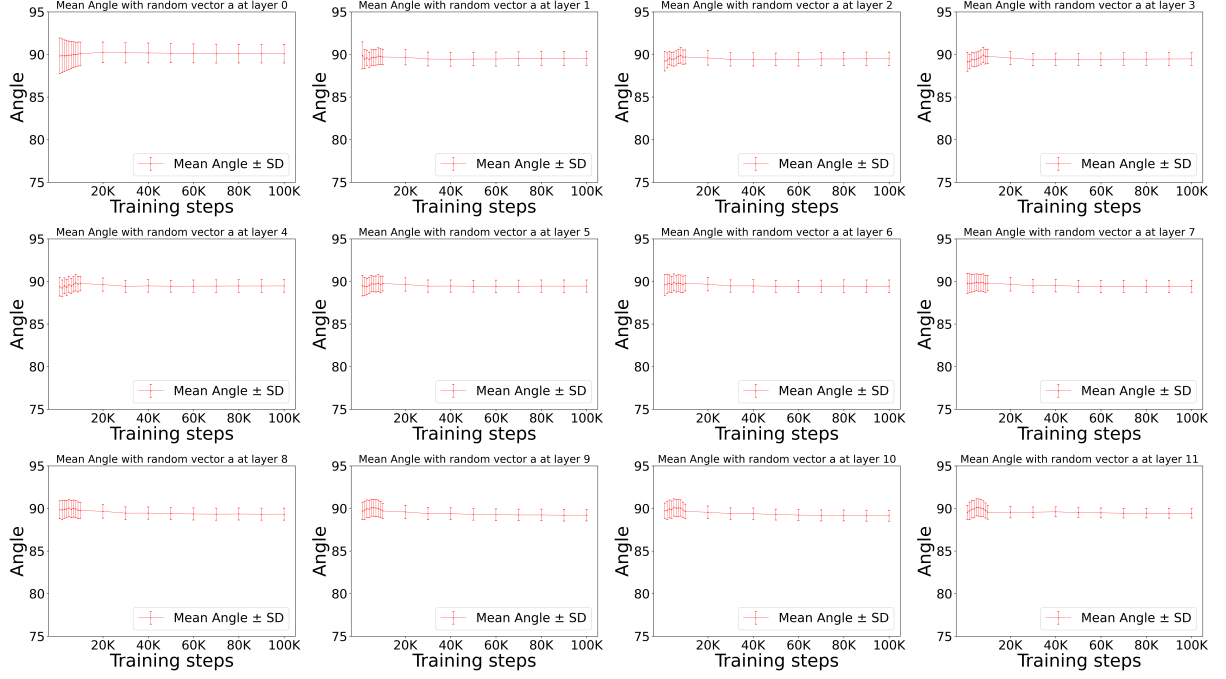 Mean Angle with random vector a at layer 0
95
90
85
80
75
Angle
Mean Angle ± SD
20K 40K 60K 80K 100K
Training steps
Mean Angle with random vector a at layer 1
95
90
85
80
75
Angle
Mean Angle ± SD
20K 40K 60K 80K 100K
Training steps
Mean Angle with random vector a at layer 2
95
90
85
80
75
Angle
Mean Angle ± SD
20K 40K 60K 80K 100K
Training steps
Mean Angle with random vector a at layer 3
95
90
85
80
75
Angle
Mean Angle ± SD
20K 40K 60K 80K 100K
Training steps
Mean Angle with random vector a at layer 4
95
90
85
80
75
Angle
Mean Angle ± SD
20K 40K 60K 80K 100K
Training steps
Mean Angle with random vector a at layer 5
95
90
85
80
75
Angle
Mean Angle ± SD
20K 40K 60K 80K 100K
Training steps
Mean Angle with random vector a at layer 6
95
90
85
80
75
Angle
Mean Angle ± SD
20K 40K 60K 80K 100K
Training steps
Mean Angle with random vector a at layer 7
95
90
85
80
75
Angle
Mean Angle ± SD
20K 40K 60K 80K 100K
Training steps
Mean Angle with random vector a at layer 8
95
90
85
80
75
Angle
Mean Angle ± SD
20K 40K 60K 80K 100K
Training steps
Mean Angle with random vector a at layer 9
95
90
85
80
75
Angle
Mean Angle ± SD
20K 40K 60K 80K 100K
Training steps
Mean Angle with random vector a at layer 10
95
90
85
80
75
Angle
Mean Angle ± SD
20K 40K 60K 80K 100K
Training steps
Mean Angle with random vector a at layer 11
95
90
85
80
75
Angle
Mean Angle ± SD
20K 40K 60K 80K 100K
Training steps